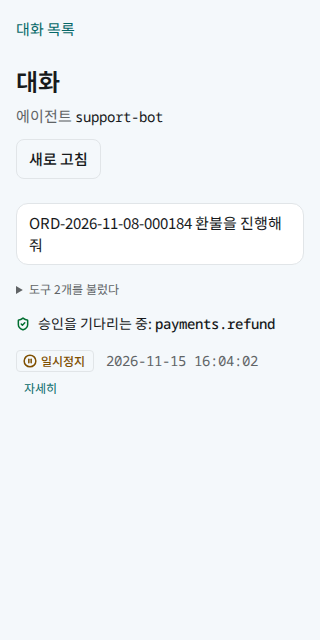 대화 목록
대화
에이전트 support-bot
새로 고침
ORD-2026-11-08-000184 환불을 진행해
줘
도구 2개를 불렀다
승인을 기다리는 중: payments.refund
일시정지 2026-11-15 16:04:02
자세히